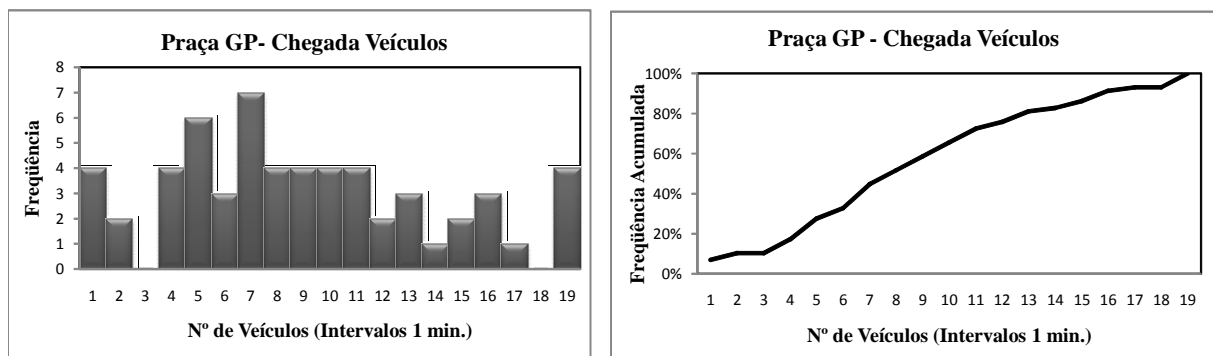 Praça GP- Chegada Veículos
8
7
6
5
4
3
2
1
0
Freqüência
1 2 3 4 5 6 7 8 9 10 11 12 13 14 15 16 17 18 19
Nº de Veículos (Intervalos 1 min.)
Praça GP - Chegada Veículos
100%
80%
60%
40%
20%
0%
Freqüência Acumulada
1 2 3 4 5 6 7 8 9 10 11 12 13 14 15 16 17 18 19
Nº de Veículos (Intervalos 1 min.)